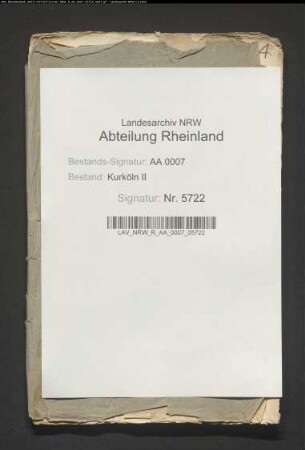 4.
Landesarchiv NRW
Abteilung Rheinland
Bestands-Signatur: AA 0007
Bestand: Kurköln II
Signatur: Nr. 5722
LAV_NRW_R_AA_0007_05722